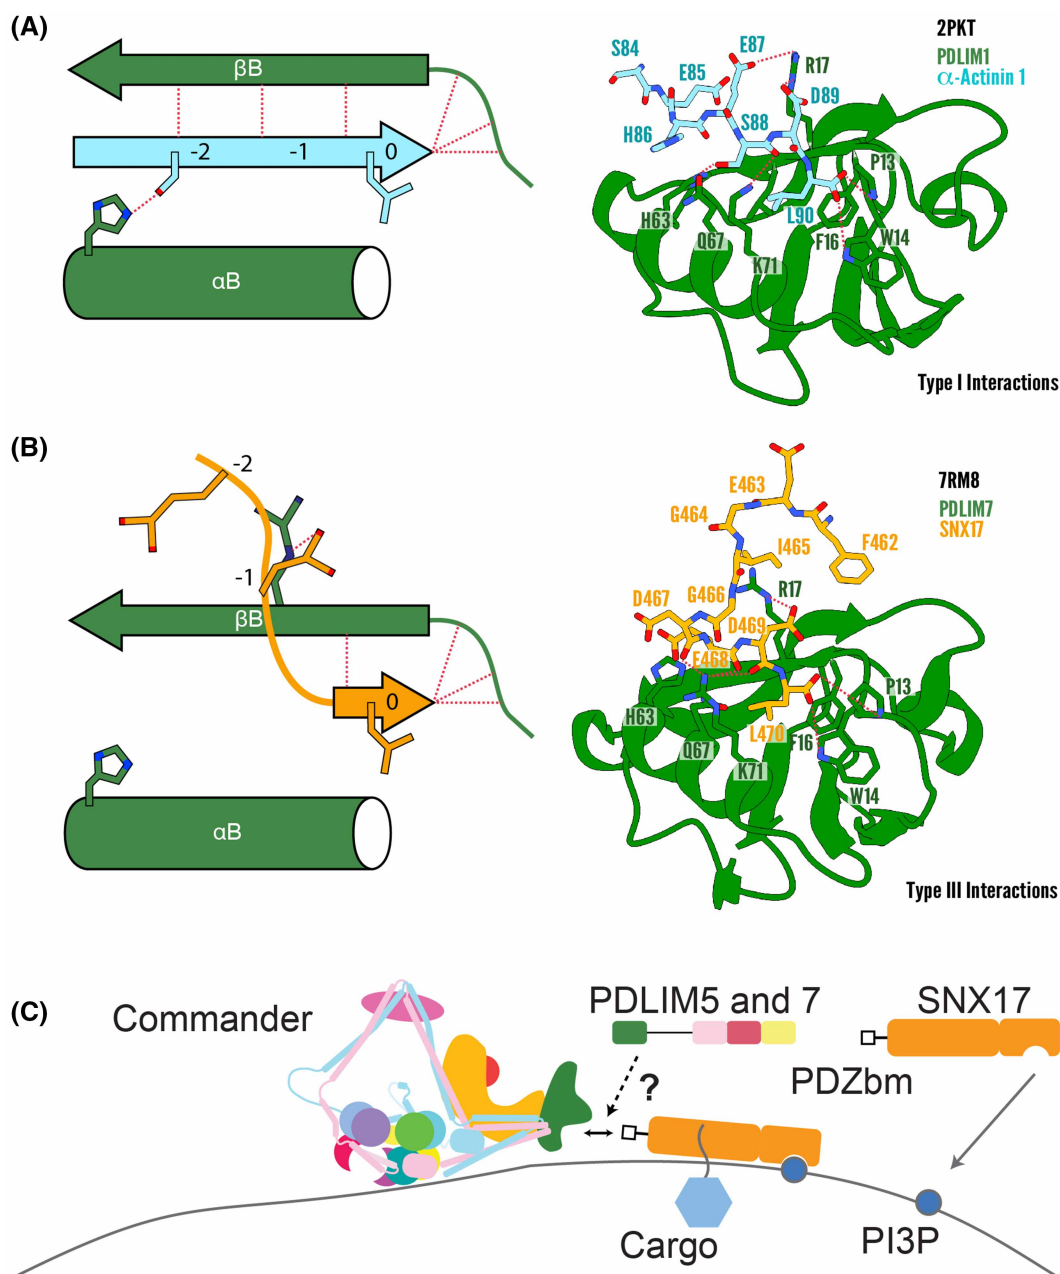 (A)
βB
-2 -1 0
αB
2PKT
PDLIM1
α-Actinin 1
S84
E87
R17
E85
D89
H86
S88
P13
H63
L90
Q67
F16
W14
K71
Type I Interactions
(B)
-2
-1
βB
0
αB
7RM8
PDLIM7
SNX17
E463
G464
F462
I465
R17
D467
G466
D469
E468
P13
H63
L470
F16
Q67
K71
W14
Type III Interactions
(C)
Commander
PDLIM5 and 7
SNX17
PDZbm
?
Cargo
PI3P